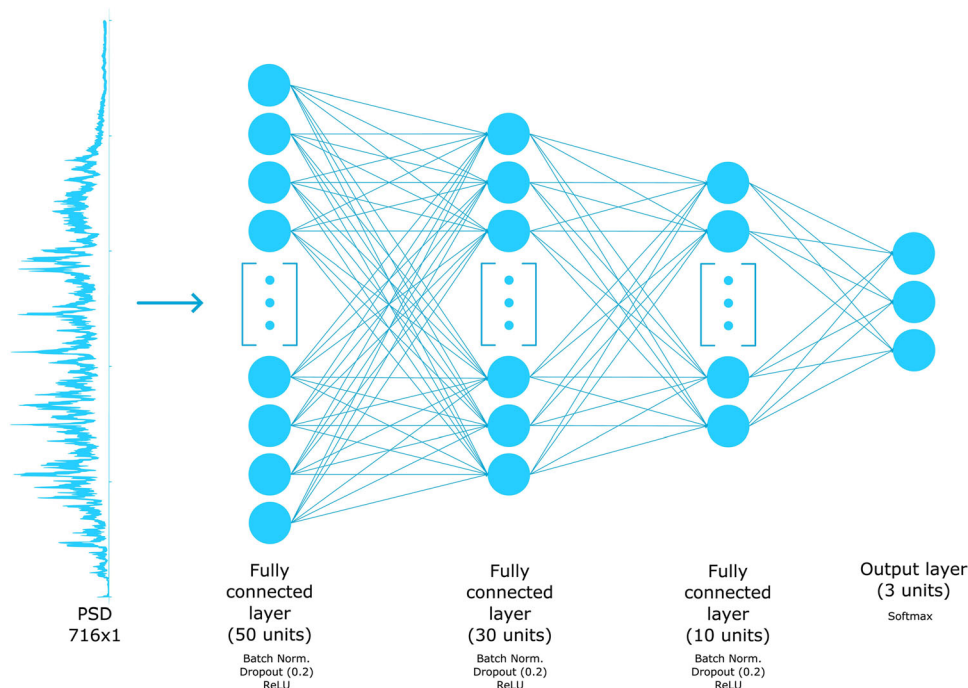 PSD
716x1
Fully
connected
layer
(50 units)
Batch Norm.
Dropout (0.2)
ReLU
Fully
connected
layer
(30 units)
Batch Norm.
Dropout (0.2)
ReLU
Fully
connected
layer
(10 units)
Batch Norm.
Dropout (0.2)
ReLU
Output layer
(3 units)
Softmax